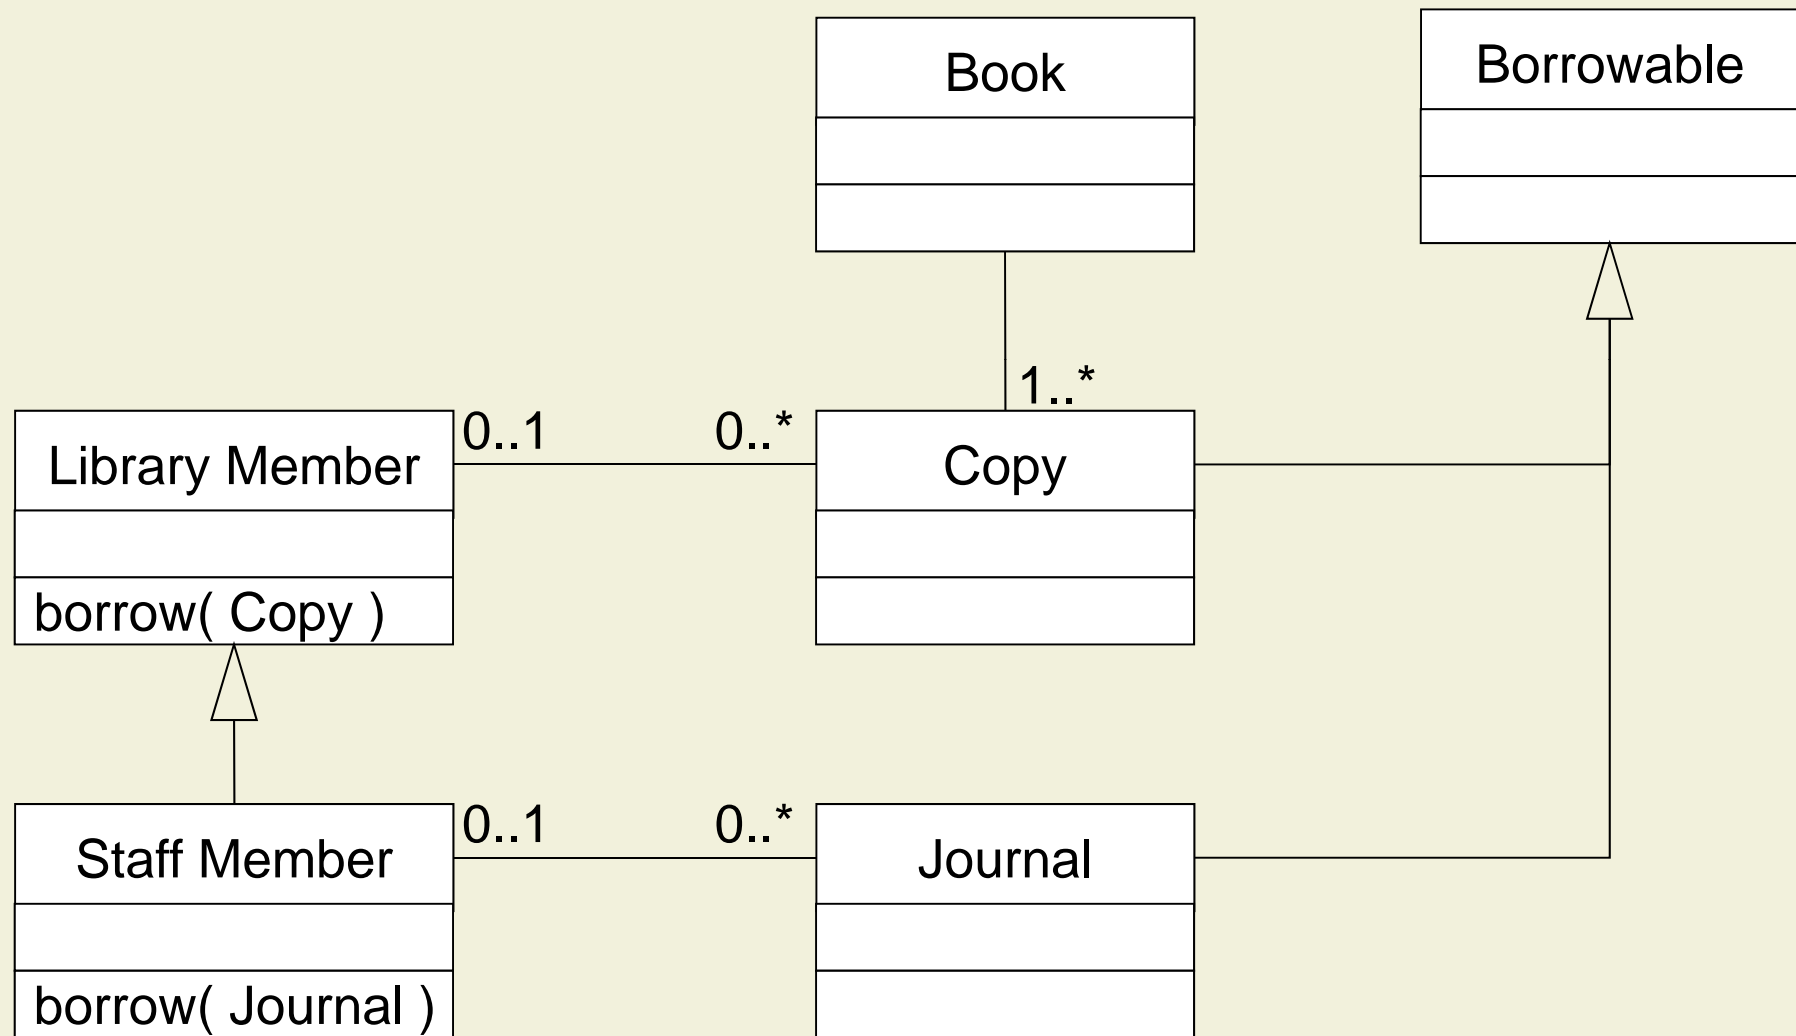 Book
Borrowable
1..*
0..1
0..*
Library Member
Copy
borrow( Copy )
0..1
0..*
Staff Member
Journal
borrow( Journal )